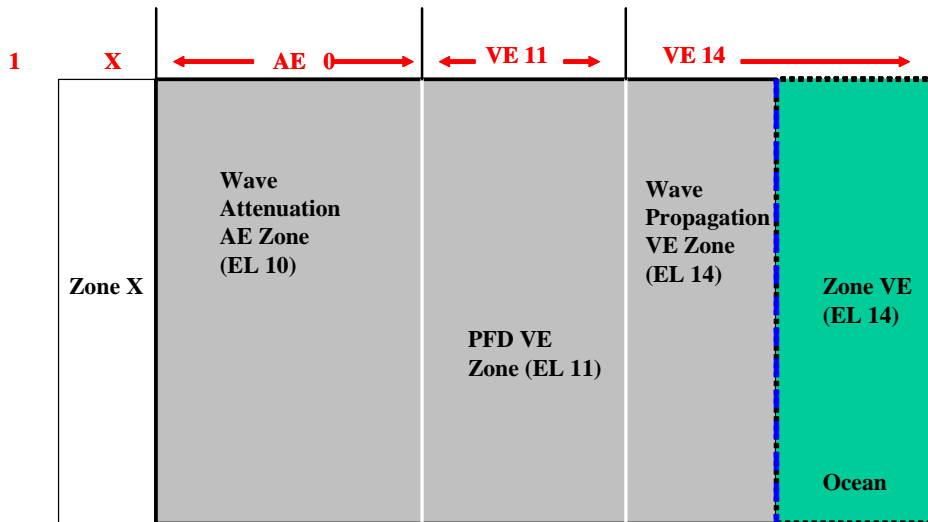 1 X AE 0 VE 11 VE 14
Wave
Attenuation
AE Zone
(EL 10)
Wave
Propagation
VE Zone
(EL 14)
Zone X
Zone VE
(EL 14)
PFD VE
Zone (EL 11)
Ocean